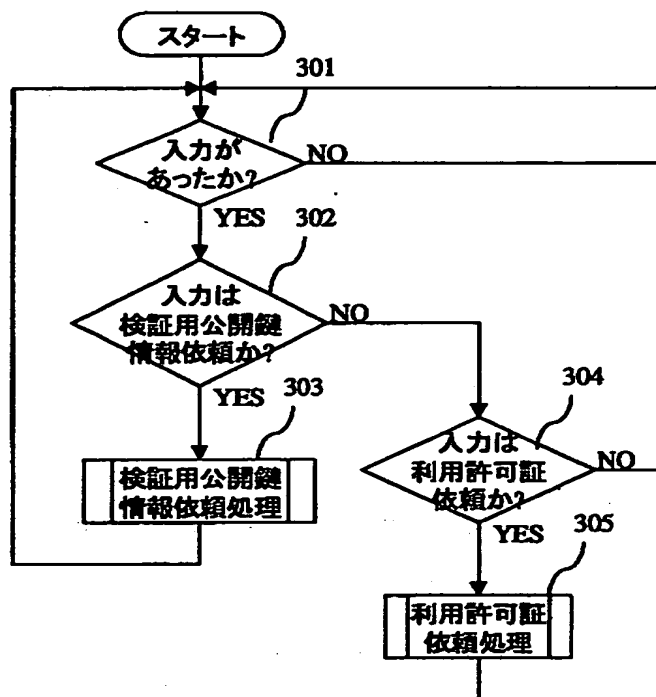 スタート
301
入力が
あったか?
NO
YES
302
入力は
検証用公開鍵
情報依頼か?
NO
YES
303
検証用公開鍵
情報依頼処理
304
入力は
利用許可証
依頼か?
NO
YES
305
利用許可証
依頼処理